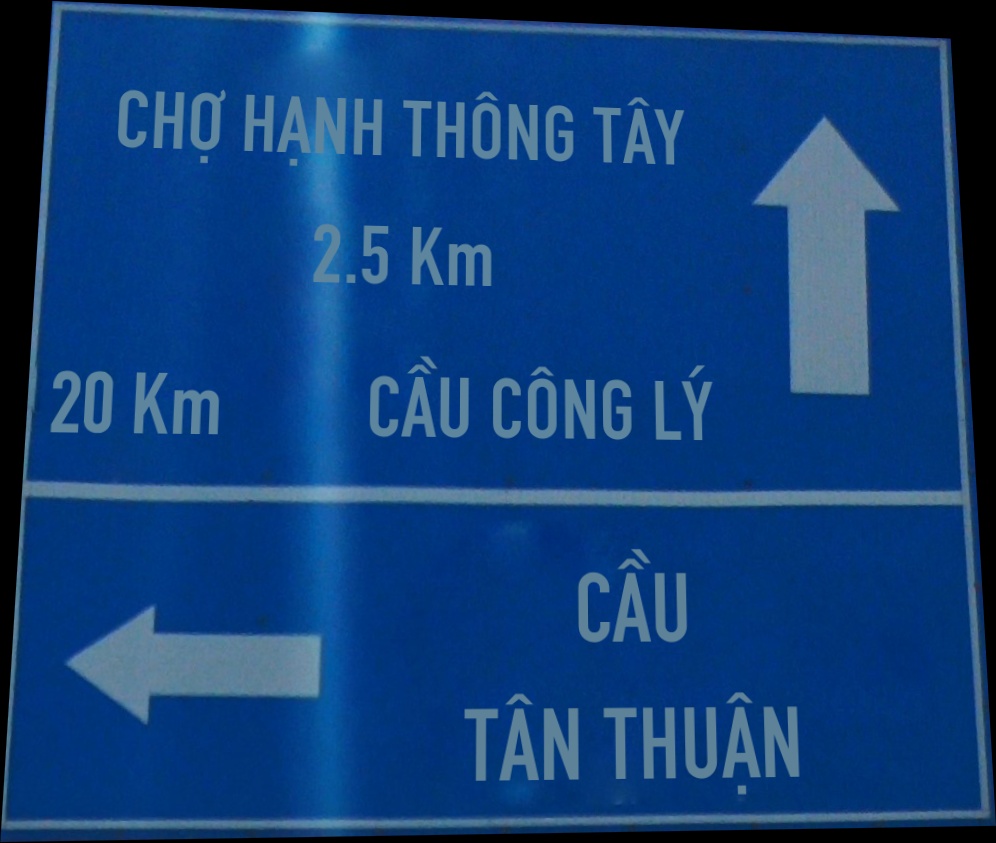 CHỢ HẠNH THÔNG TÂY
2.5 Km
20 Km CẦU CÔNG LÝ
CẦU
TÂN THUẬN